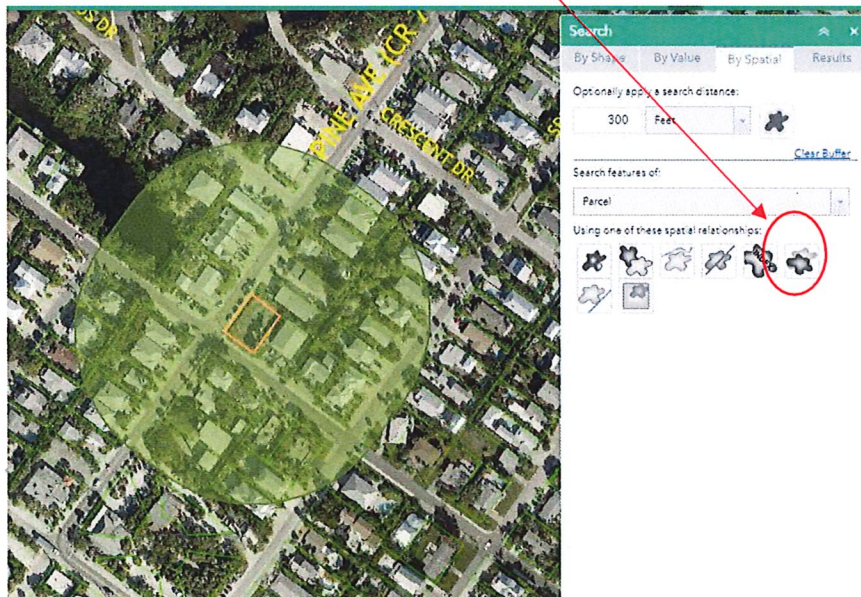 PINE AVE (CR 7
CRESCENT DR
Search
By Shape By Value By Spatial Results
Optionally apply a search distance:
300 Feet
Clear Buffer
Search features of:
Parcel
Using one of these spatial relationships: